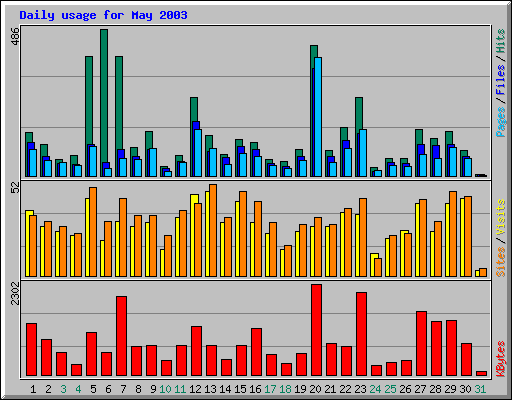 Daily usage for May 2003
486
52
2302
Pages / Files / Hits
Sites / Visits
KBytes
1 2 3 4 5 6 7 8 9 10 11 12 13 14 15 16 17 18 19 20 21 22 23 24 25 26 27 28 29 30 31